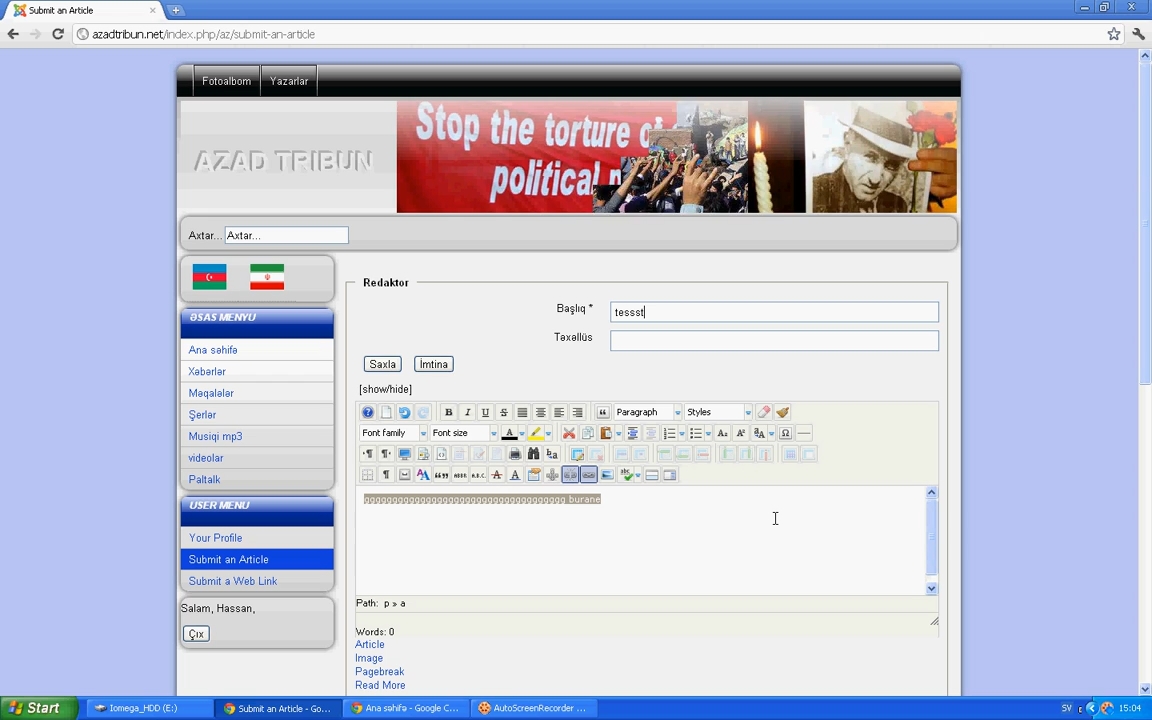 Submit an Article
azadtribun.net/index.php/az/submit-an-article
Fotoalbom Yazarlar
AZAD TRIBUN
Stop the torture of
political
Axtar... Axtar...
ƏSAS MENYU
Ana səhifə
Xəbərlər
Məqalələr
Şerlər
Musiqi mp3
videolar
Paltalk
USER MENU
Your Profile
Submit an Article
Submit a Web Link
Salam, Hassan,
Çıx
Redaktor
Başlıq * tessst
Təxəllüs
Saxla İmtina
[show/hide]
Paragraph Styles
Font family Font size
Path: p » a
Words: 0
Article
Image
Pagebreak
Read More
Start Iomega_HDD (E:) Submit an Article - Go... Ana səhifə - Google C... AutoScreenRecorder ... SV 15:04